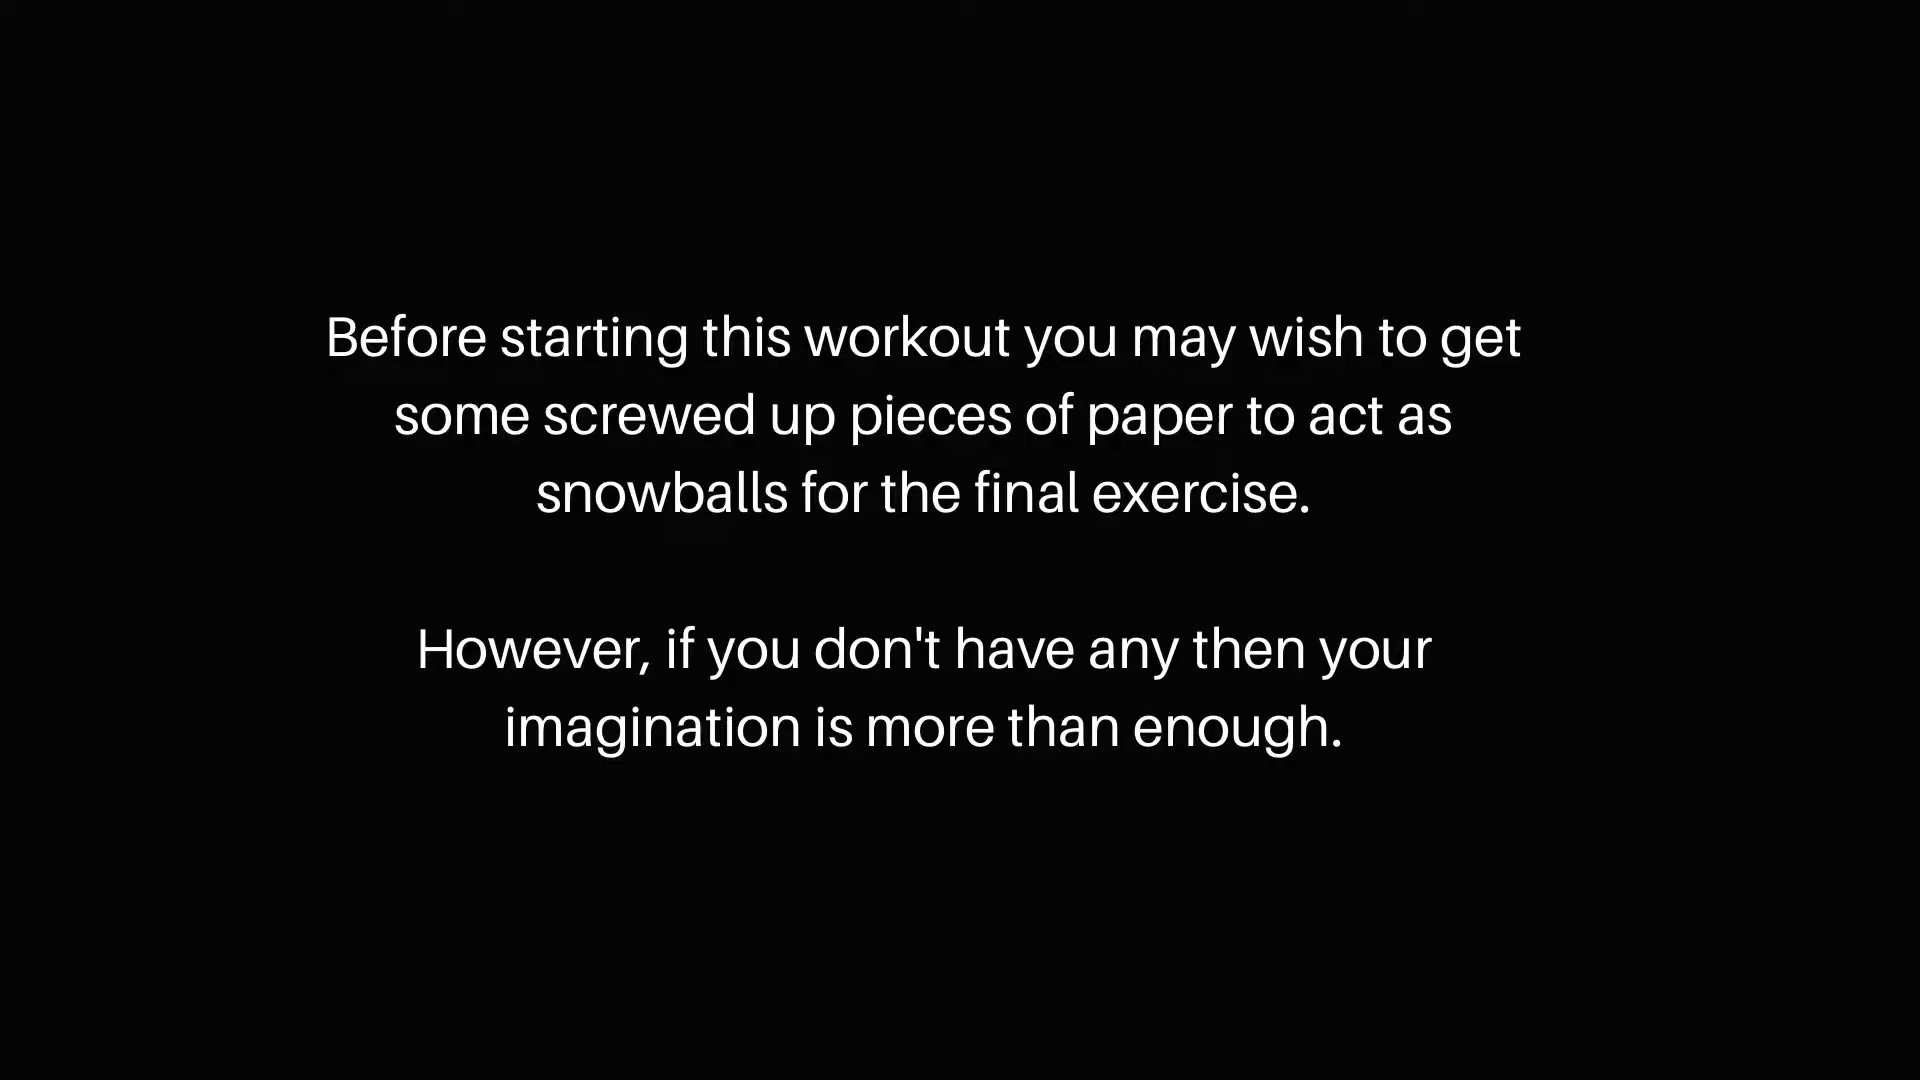 Before starting this workout you may wish to get
some screwed up pieces of paper to act as
snowballs for the final exercise.
However, if you don't have any then your
imagination is more than enough.